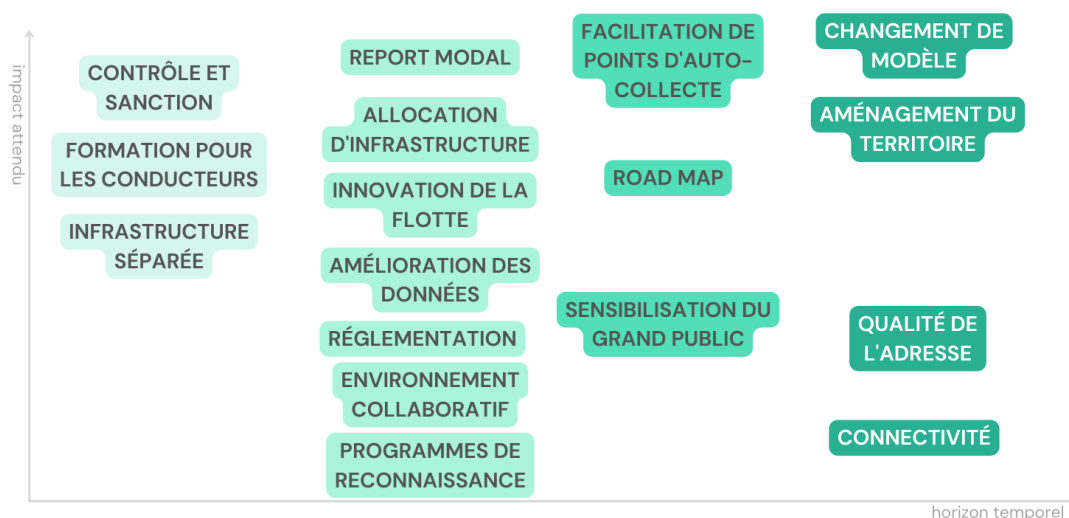 impact attendu
CONTRÔLE ET
SANCTION
FORMATION POUR
LES CONDUCTEURS
INFRASTRUCTURE
SÉPARÉE
REPORT MODAL
ALLOCATION
D'INFRASTRUCTURE
INNOVATION DE LA
FLOTTE
AMÉLIORATION DES
DONNÉES
RÉGLEMENTATION
ENVIRONNEMENT
COLLABORATIF
PROGRAMMES DE
RECONNAISSANCE
FACILITATION DE
POINTS D'AUTO-
COLLECTE
ROAD MAP
SENSIBILISATION DU
GRAND PUBLIC
CHANGEMENT DE
MODÈLE
AMÉNAGEMENT DU
TERRITOIRE
QUALITÉ DE
L'ADRESSE
CONNECTIVITÉ
horizon temporel